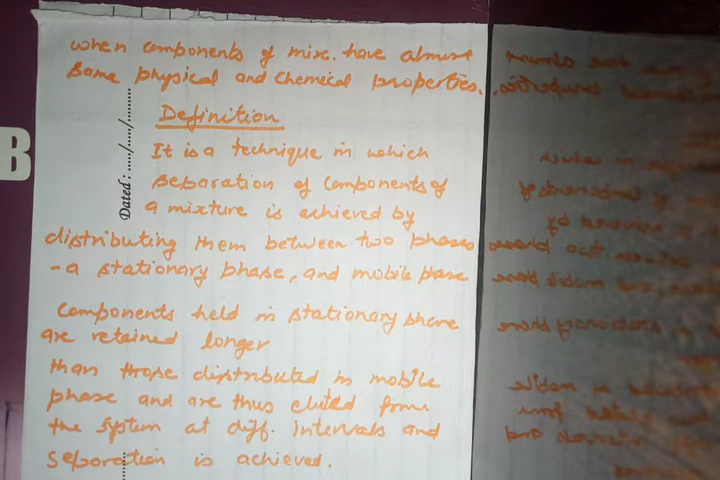 when components of mix. have almost
same physical and chemical properties.
Definition
It is a technique in which
separation of components of
a mixture is achieved by
distributing them between two phases
- a stationary phase, and mobile phase
Components held in stationary phase
are retained longer
than those distributed in mobile
phase and are thus eluted from
the system at diff. intervals and
separation is achieved.
Dated: ...../...../.........
B